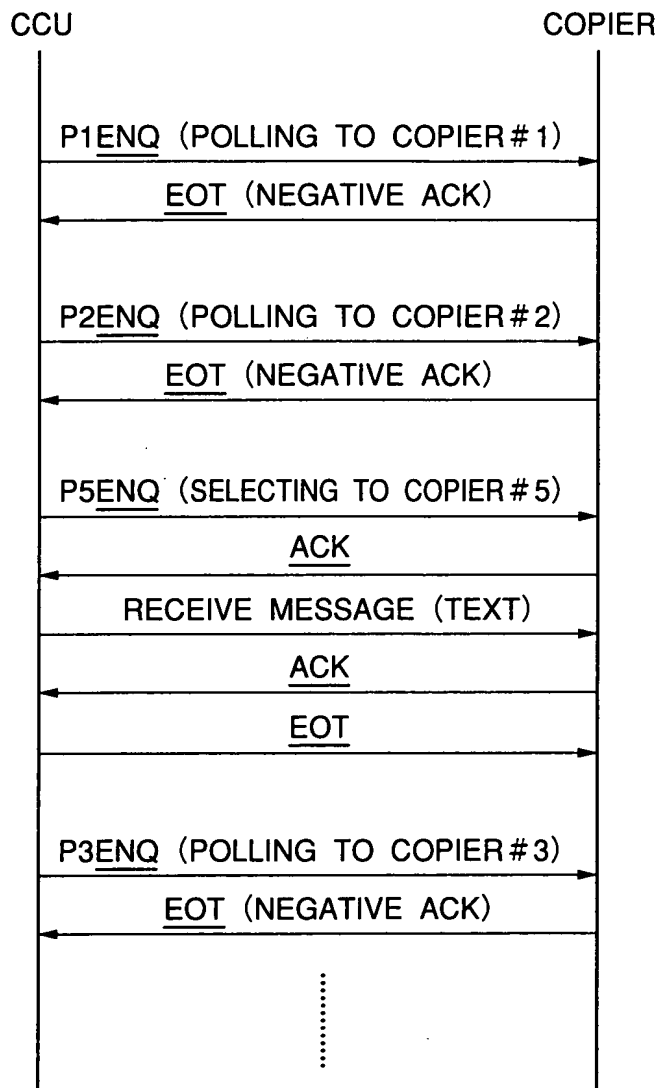 CCU COPIER
P1ENQ (POLLING TO COPIER#1)
EOT (NEGATIVE ACK)
P2ENQ (POLLING TO COPIER#2)
EOT (NEGATIVE ACK)
P5ENQ (SELECTING TO COPIER#5)
ACK
RECEIVE MESSAGE (TEXT)
ACK
EOT
P3ENQ (POLLING TO COPIER#3)
EOT (NEGATIVE ACK)